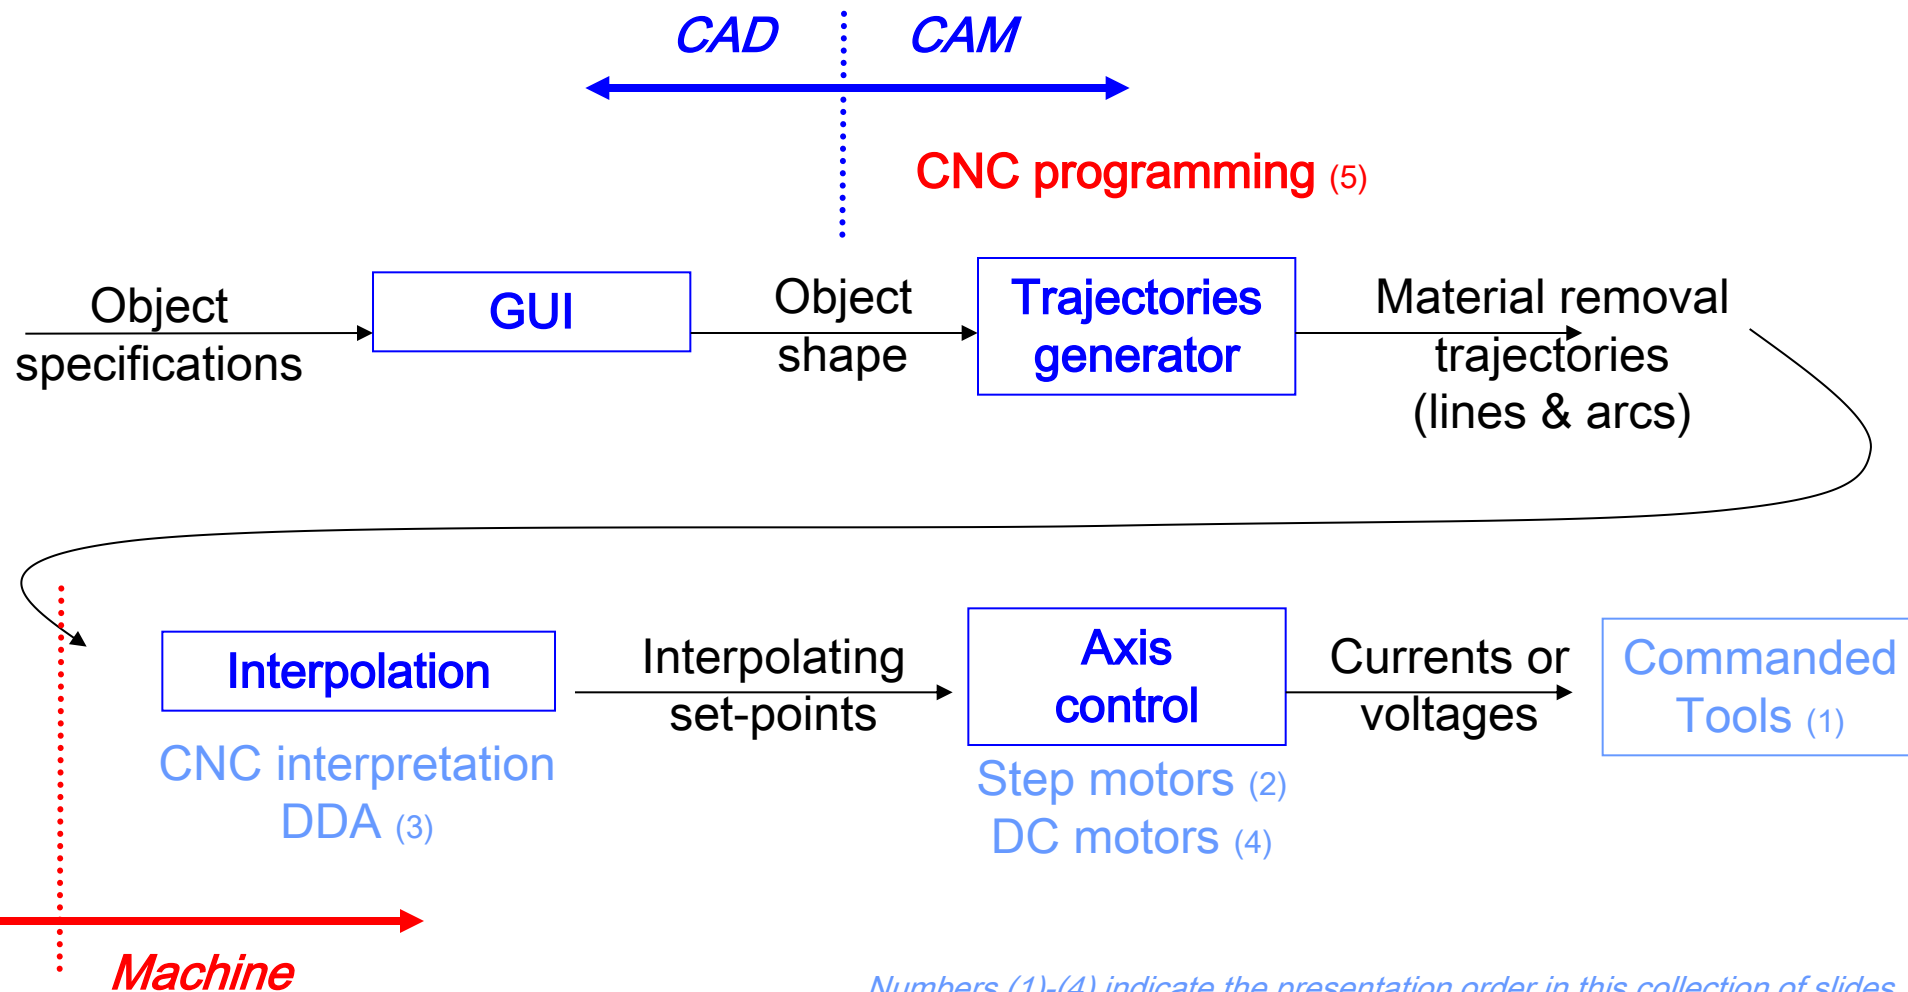 CAD
CAM
CNC programming (5)
Object
specifications
GUI
Object
shape
Trajectories
generator
Material removal
trajectories
(lines & arcs)
Interpolation
CNC interpretation
DDA (3)
Interpolating
set-points
Axis
control
Step motors (2)
DC motors (4)
Currents or
voltages
Commanded
Tools (1)
Machine
Numbers (1)-(4) indicate the presentation order in this collection of slides